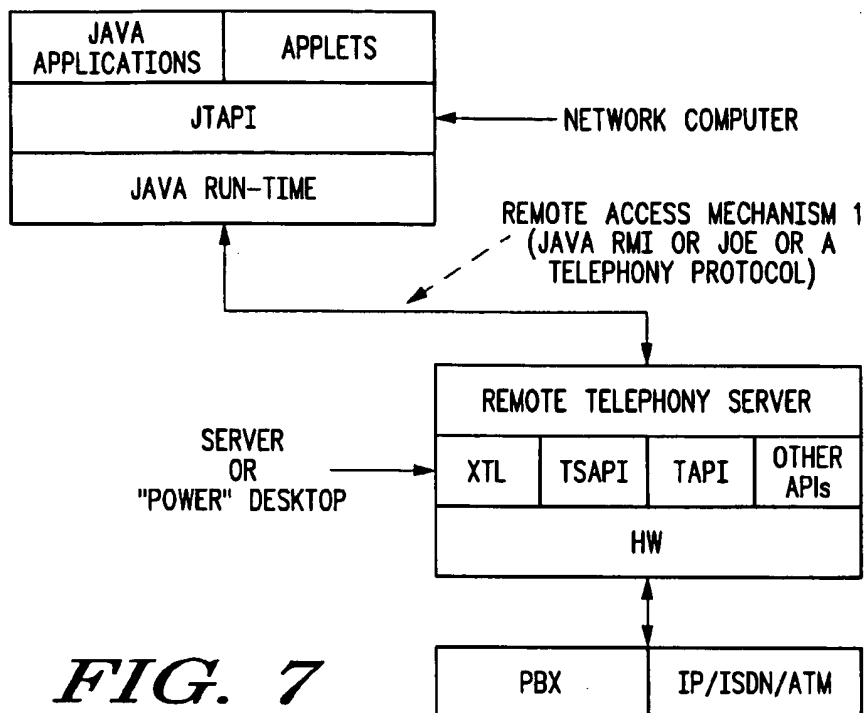 JAVA
APPLICATIONS
APPLETS
JTAPI
NETWORK COMPUTER
JAVA RUN-TIME
REMOTE ACCESS MECHANISM 1
(JAVA RMI OR JOE OR A
TELEPHONY PROTOCOL)
REMOTE TELEPHONY SERVER
SERVER
OR
"POWER" DESKTOP
XTL
TSAPI
TAPI
OTHER
APIs
HW
PBX
IP/ISDN/ATM
FIG. 7